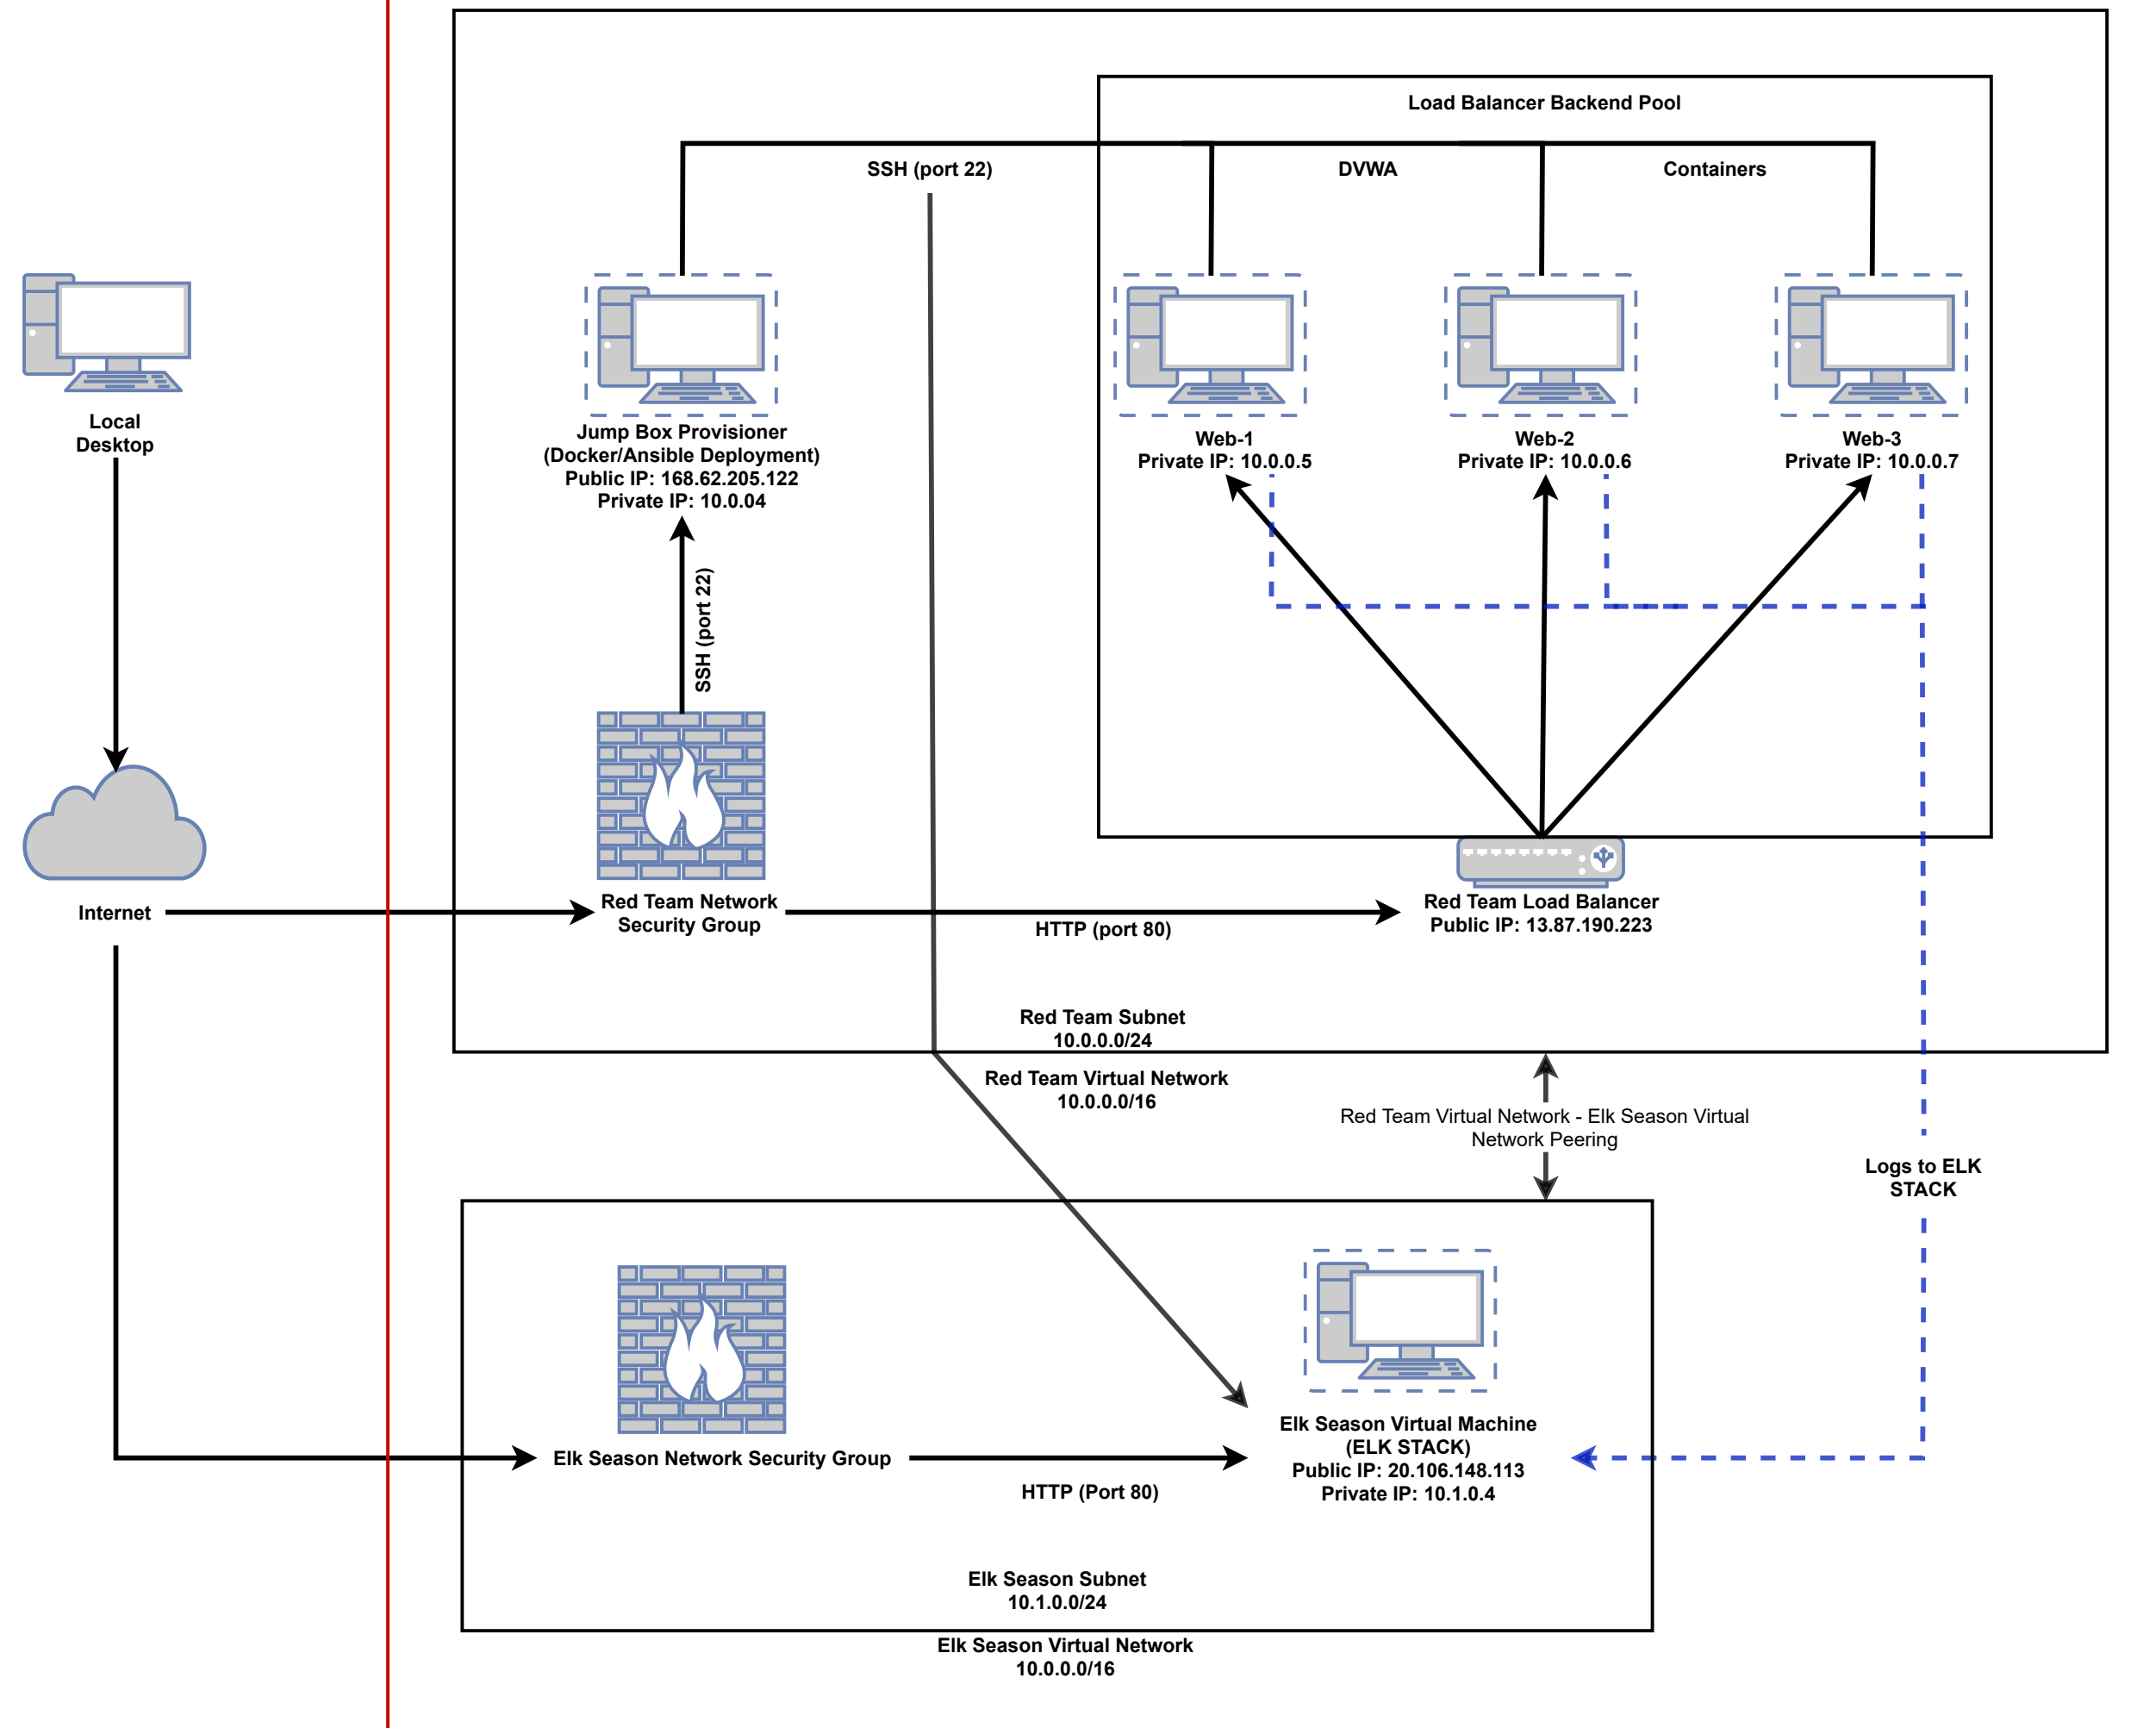 Load Balancer Backend Pool
SSH (port 22)
DVWA
Containers
Local
Desktop
Jump Box Provisioner
(Docker/Ansible Deployment)
Public IP: 168.62.205.122
Private IP: 10.0.04
Web-1
Private IP: 10.0.0.5
Web-2
Private IP: 10.0.0.6
Web-3
Private IP: 10.0.0.7
SSH (port 22)
Internet
Red Team Network
Security Group
HTTP (port 80)
Red Team Load Balancer
Public IP: 13.87.190.223
Red Team Subnet
10.0.0.0/24
Red Team Virtual Network
10.0.0.0/16
Red Team Virtual Network - Elk Season Virtual
Network Peering
Logs to ELK
STACK
Elk Season Network Security Group
HTTP (Port 80)
Elk Season Virtual Machine
(ELK STACK)
Public IP: 20.106.148.113
Private IP: 10.1.0.4
Elk Season Subnet
10.1.0.0/24
Elk Season Virtual Network
10.0.0.0/16